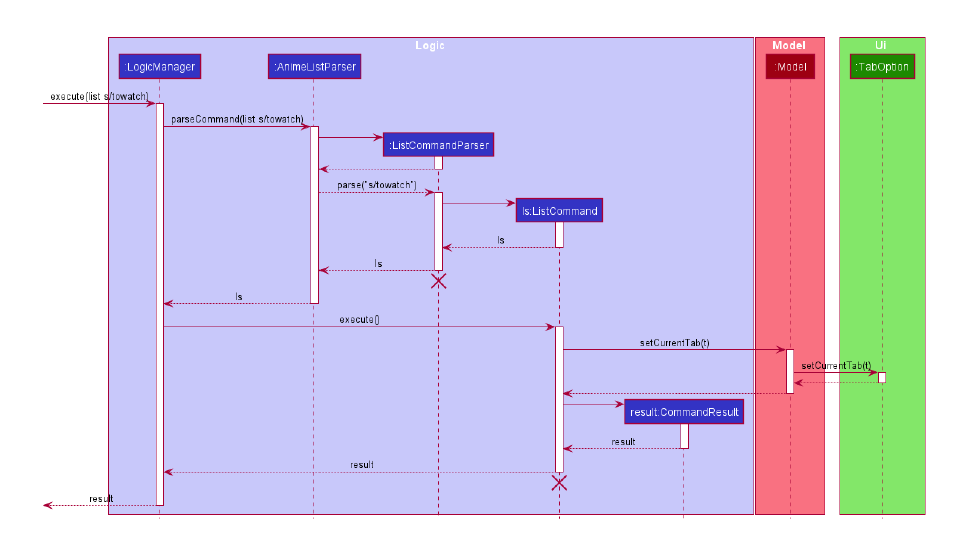 Logic
Model
Ui
:LogicManager
:AnimeListParser
:Model
:TabOption
execute(list s/towatch)
parseCommand(list s/towatch)
:ListCommandParser
parse("s/towatch")
ls:ListCommand
ls
ls
ls
execute()
setCurrentTab(t)
setCurrentTab(t)
result:CommandResult
result
result
result